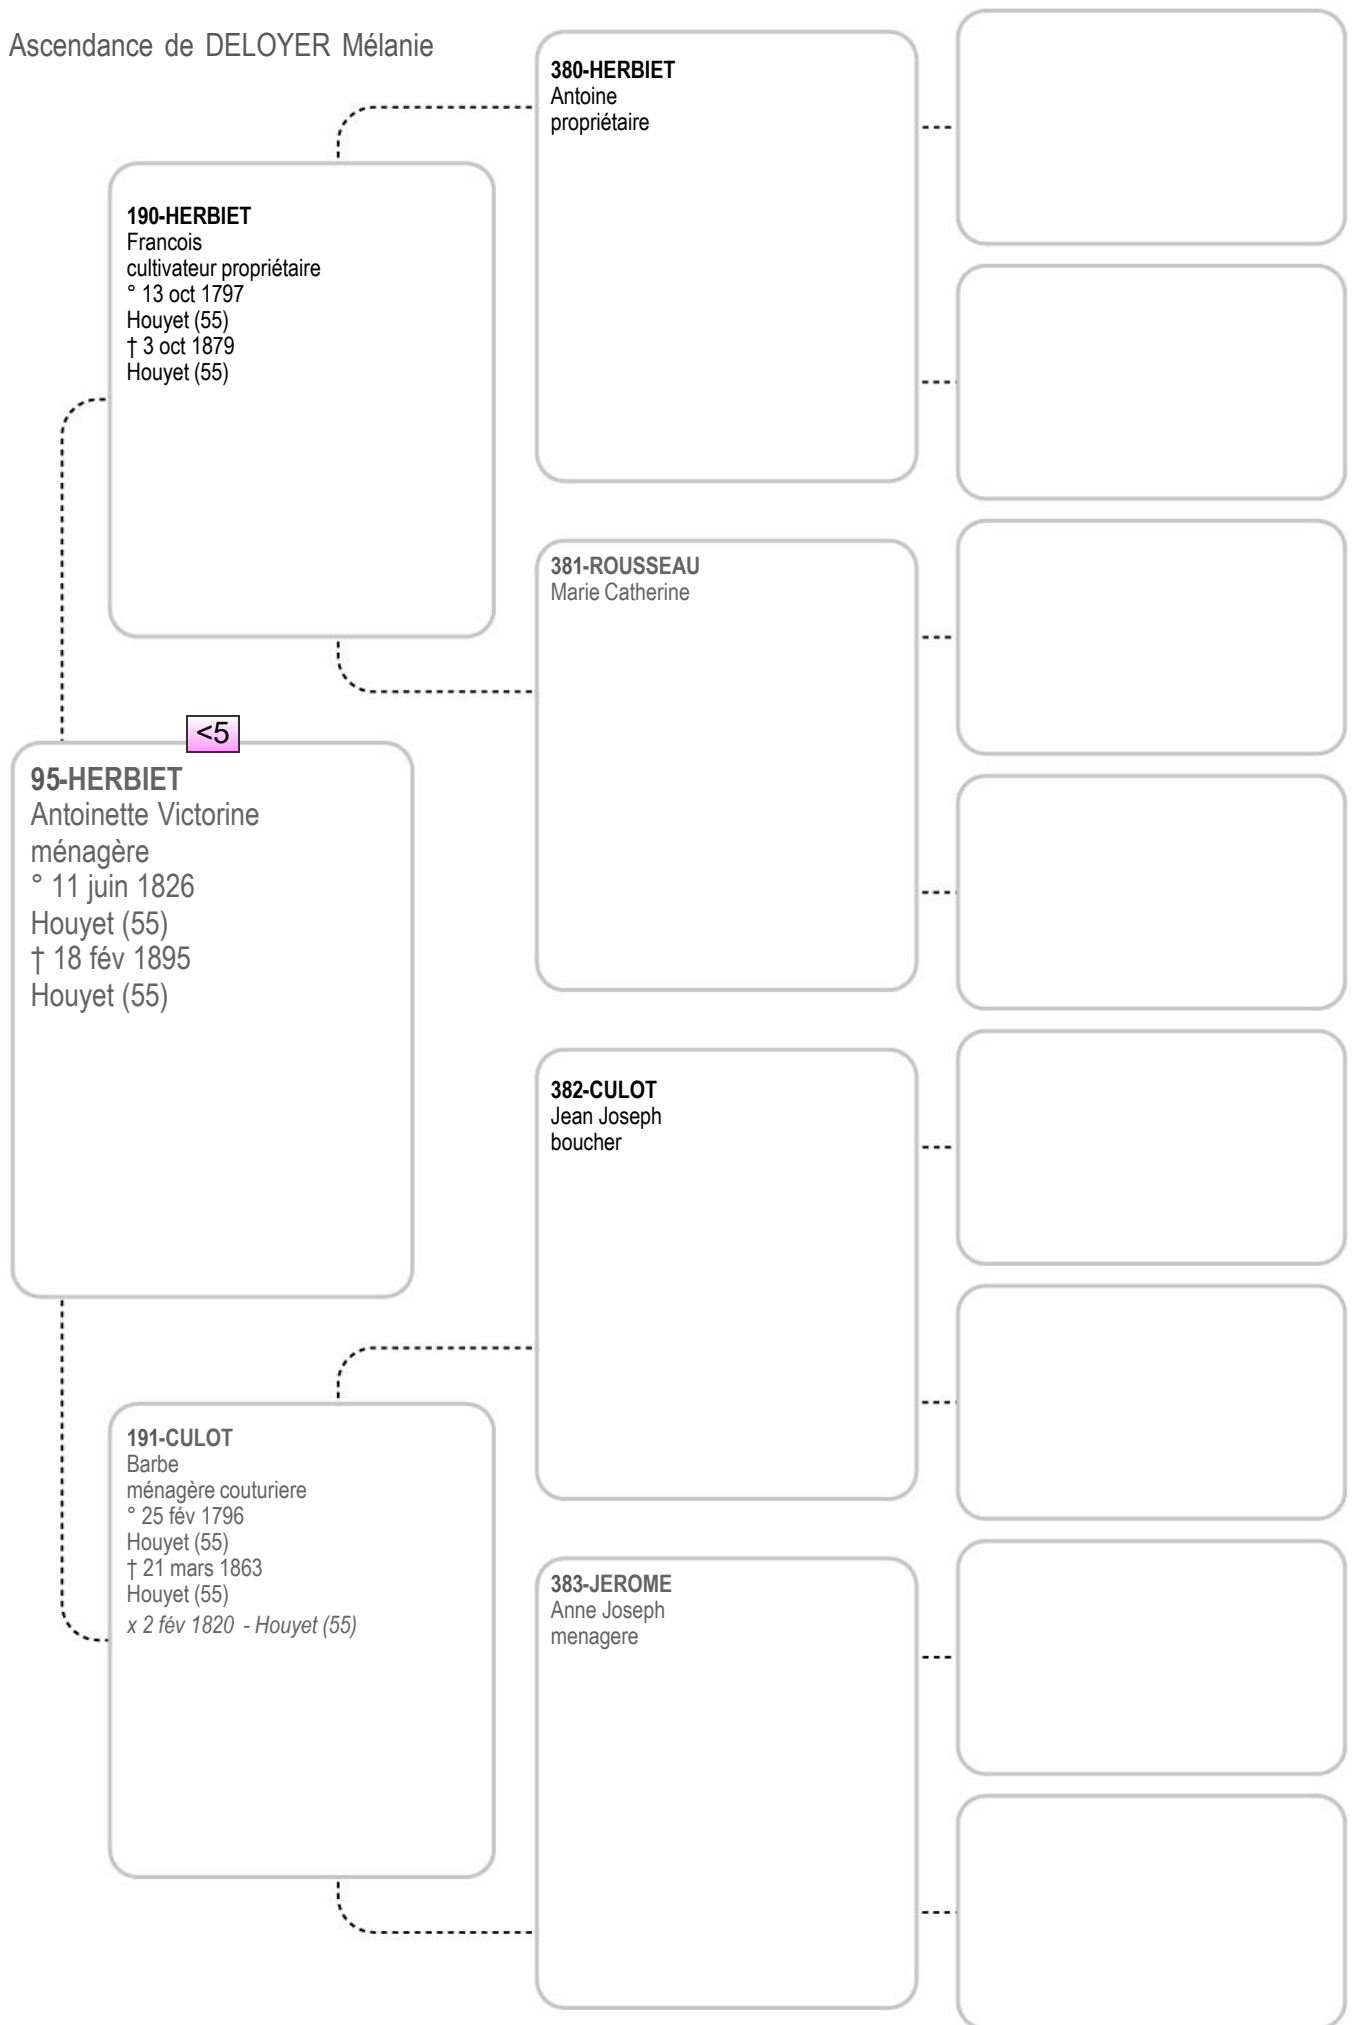 Ascendance de DELOYER Mélanie
380-HERBIET
Antoine
propriétaire
190-HERBIET
Francois
cultivateur propriétaire
° 13 oct 1797
Houyet (55)
† 3 oct 1879
Houyet (55)
381-ROUSSEAU
Marie Catherine
<5
95-HERBIET
Antoinette Victorine
ménagère
° 11 juin 1826
Houyet (55)
† 18 fév 1895
Houyet (55)
382-CULOT
Jean Joseph
boucher
191-CULOT
Barbe
ménagère couturiere
° 25 fév 1796
Houyet (55)
† 21 mars 1863
Houyet (55)
x 2 fév 1820 - Houyet (55)
383-JEROME
Anne Joseph
menagere